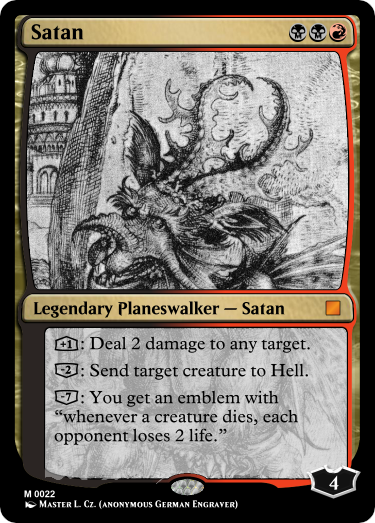 Satan
Legendary Planeswalker — Satan
+1: Deal 2 damage to any target.
-2: Send target creature to Hell.
-7: You get an emblem with
“whenever a creature dies, each
opponent loses 2 life.”
4
M 0022
Master L. Cz. (anonymous German Engraver)